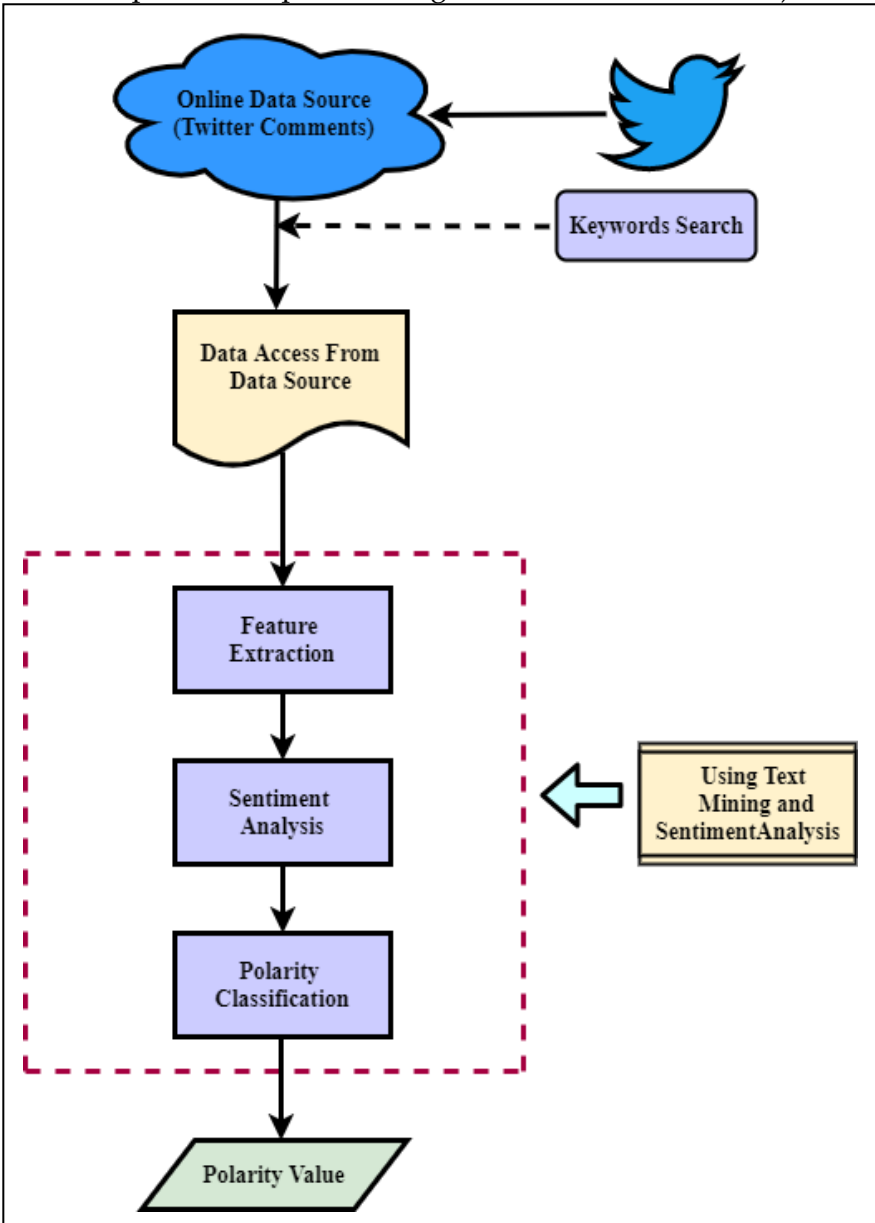 Online Data Source
(Twitter Comments)
Keywords Search
Data Access From
Data Source
Feature
Extraction
Sentiment
Analysis
Using Text
Mining and
SentimentAnalysis
Polarity
Classification
Polarity Value